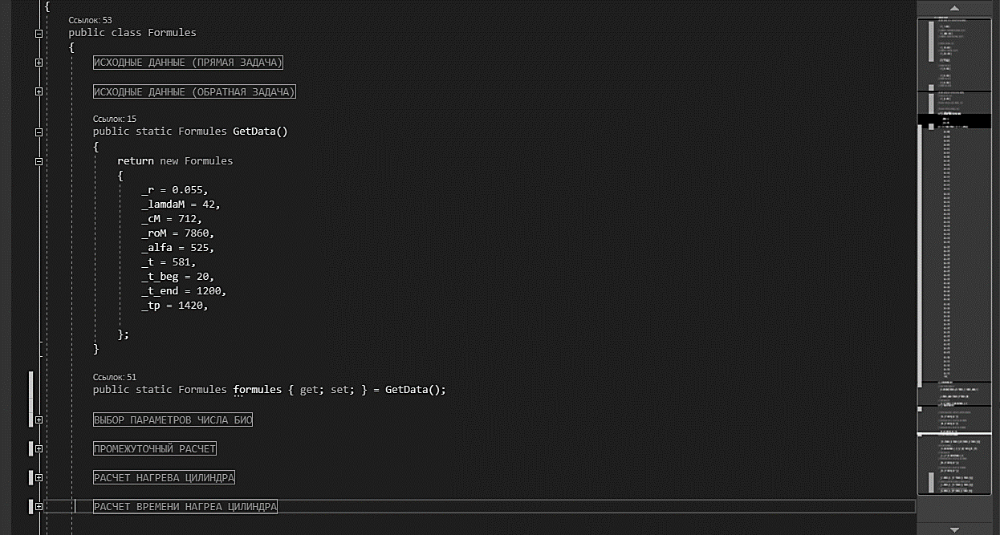 {
Ссылок: 53
public class Formules
{
ИСХОДНЫЕ ДАННЫЕ (ПРЯМАЯ ЗАДАЧА)
ИСХОДНЫЕ ДАННЫЕ (ОБРАТНАЯ ЗАДАЧА)
Ссылок: 15
public static Formules GetData()
{
return new Formules
{
_r = 0.055,
_lamdaM = 42,
_cM = 712,
_roM = 7860,
_alfa = 525,
_t = 581,
_t_beg = 20,
_t_end = 1200,
_tp = 1420,
};
}
Ссылок: 51
public static Formules formules { get; set; } = GetData();
ВЫБОР ПАРАМЕТРОВ ЧИСЛА БИО
ПРОМЕЖУТОЧНЫЙ РАСЧЕТ
РАСЧЕТ НАГРЕВА ЦИЛИНДРА
РАСЧЕТ ВРЕМЕНИ НАГРЕА ЦИЛИНДРА